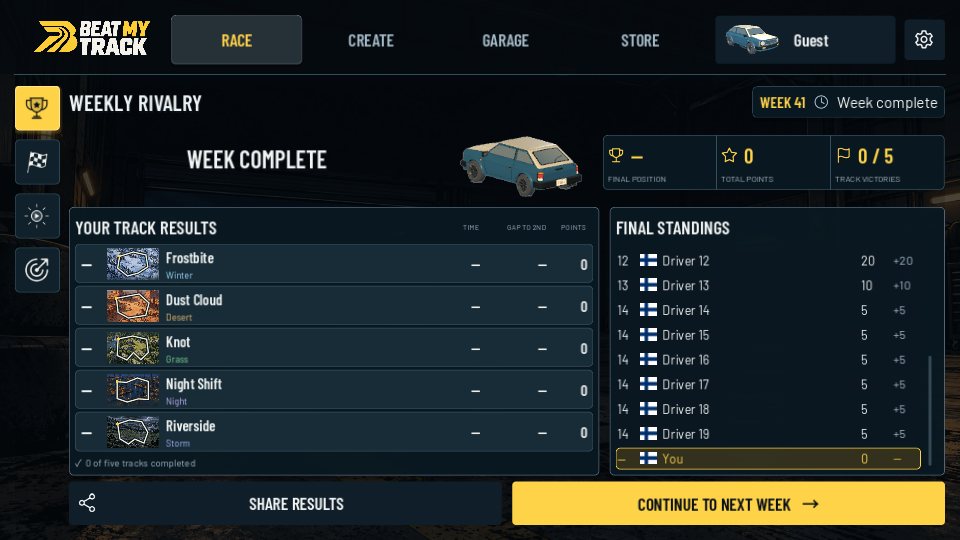 BEAT MY TRACK
RACE
CREATE
GARAGE
STORE
Guest
WEEKLY RIVALRY
WEEK 41 Week complete
WEEK COMPLETE
–
FINAL POSITION
0
TOTAL POINTS
0 / 5
TRACK VICTORIES
YOUR TRACK RESULTS TIME GAP TO 2ND POINTS
– Frostbite – – 0
Winter
– Dust Cloud – – 0
Desert
– Knot – – 0
Grass
– Night Shift – – 0
Night
– Riverside – – 0
Storm
✓ 0 of five tracks completed
FINAL STANDINGS
12 Driver 12 20 +20
13 Driver 13 10 +10
14 Driver 14 5 +5
14 Driver 15 5 +5
14 Driver 16 5 +5
14 Driver 17 5 +5
14 Driver 18 5 +5
14 Driver 19 5 +5
– You 0 –
SHARE RESULTS
CONTINUE TO NEXT WEEK →